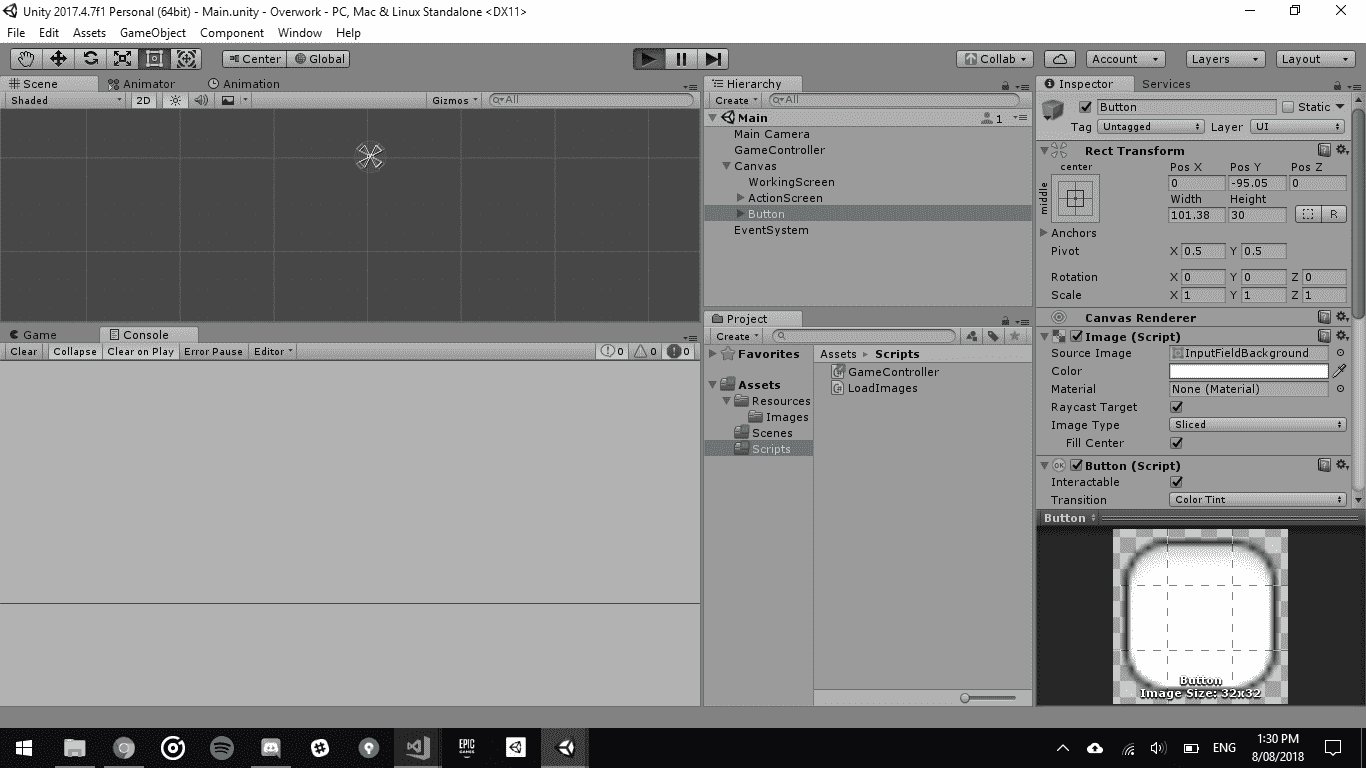 Unity 2017.4.7f1 Personal (64bit) - Main.unity - Overwork - PC, Mac & Linux Standalone <DX11>
File Edit Assets GameObject Component Window Help
Center Global Collab Account Layers Layout
Scene Animator Animation
Shaded 2D Gizmos All
Hierarchy
Create All
Main 1
Main Camera
GameController
Canvas
WorkingScreen
ActionScreen
Button
EventSystem
Game Console
Clear Collapse Clear on Play Error Pause Editor 0 0 0
Project
Create
Favorites
Assets
Resources
Images
Scenes
Scripts
Assets Scripts
GameController
LoadImages
Inspector Services
Button Static
Tag Untagged Layer UI
Rect Transform
center Pos X Pos Y Pos Z
middle 0 -95.05 0
Width Height
101.38 30 R
Anchors
Pivot X 0.5 Y 0.5
Rotation X 0 Y 0 Z 0
Scale X 1 Y 1 Z 1
Canvas Renderer
Image (Script)
Source Image InputFieldBackground
Color
Material None (Material)
Raycast Target
Image Type Sliced
Fill Center
OK Button (Script)
Interactable
Transition Color Tint
Button
Button
Image Size: 32x32
EPIC GAMES
ENG
1:30 PM
8/08/2018